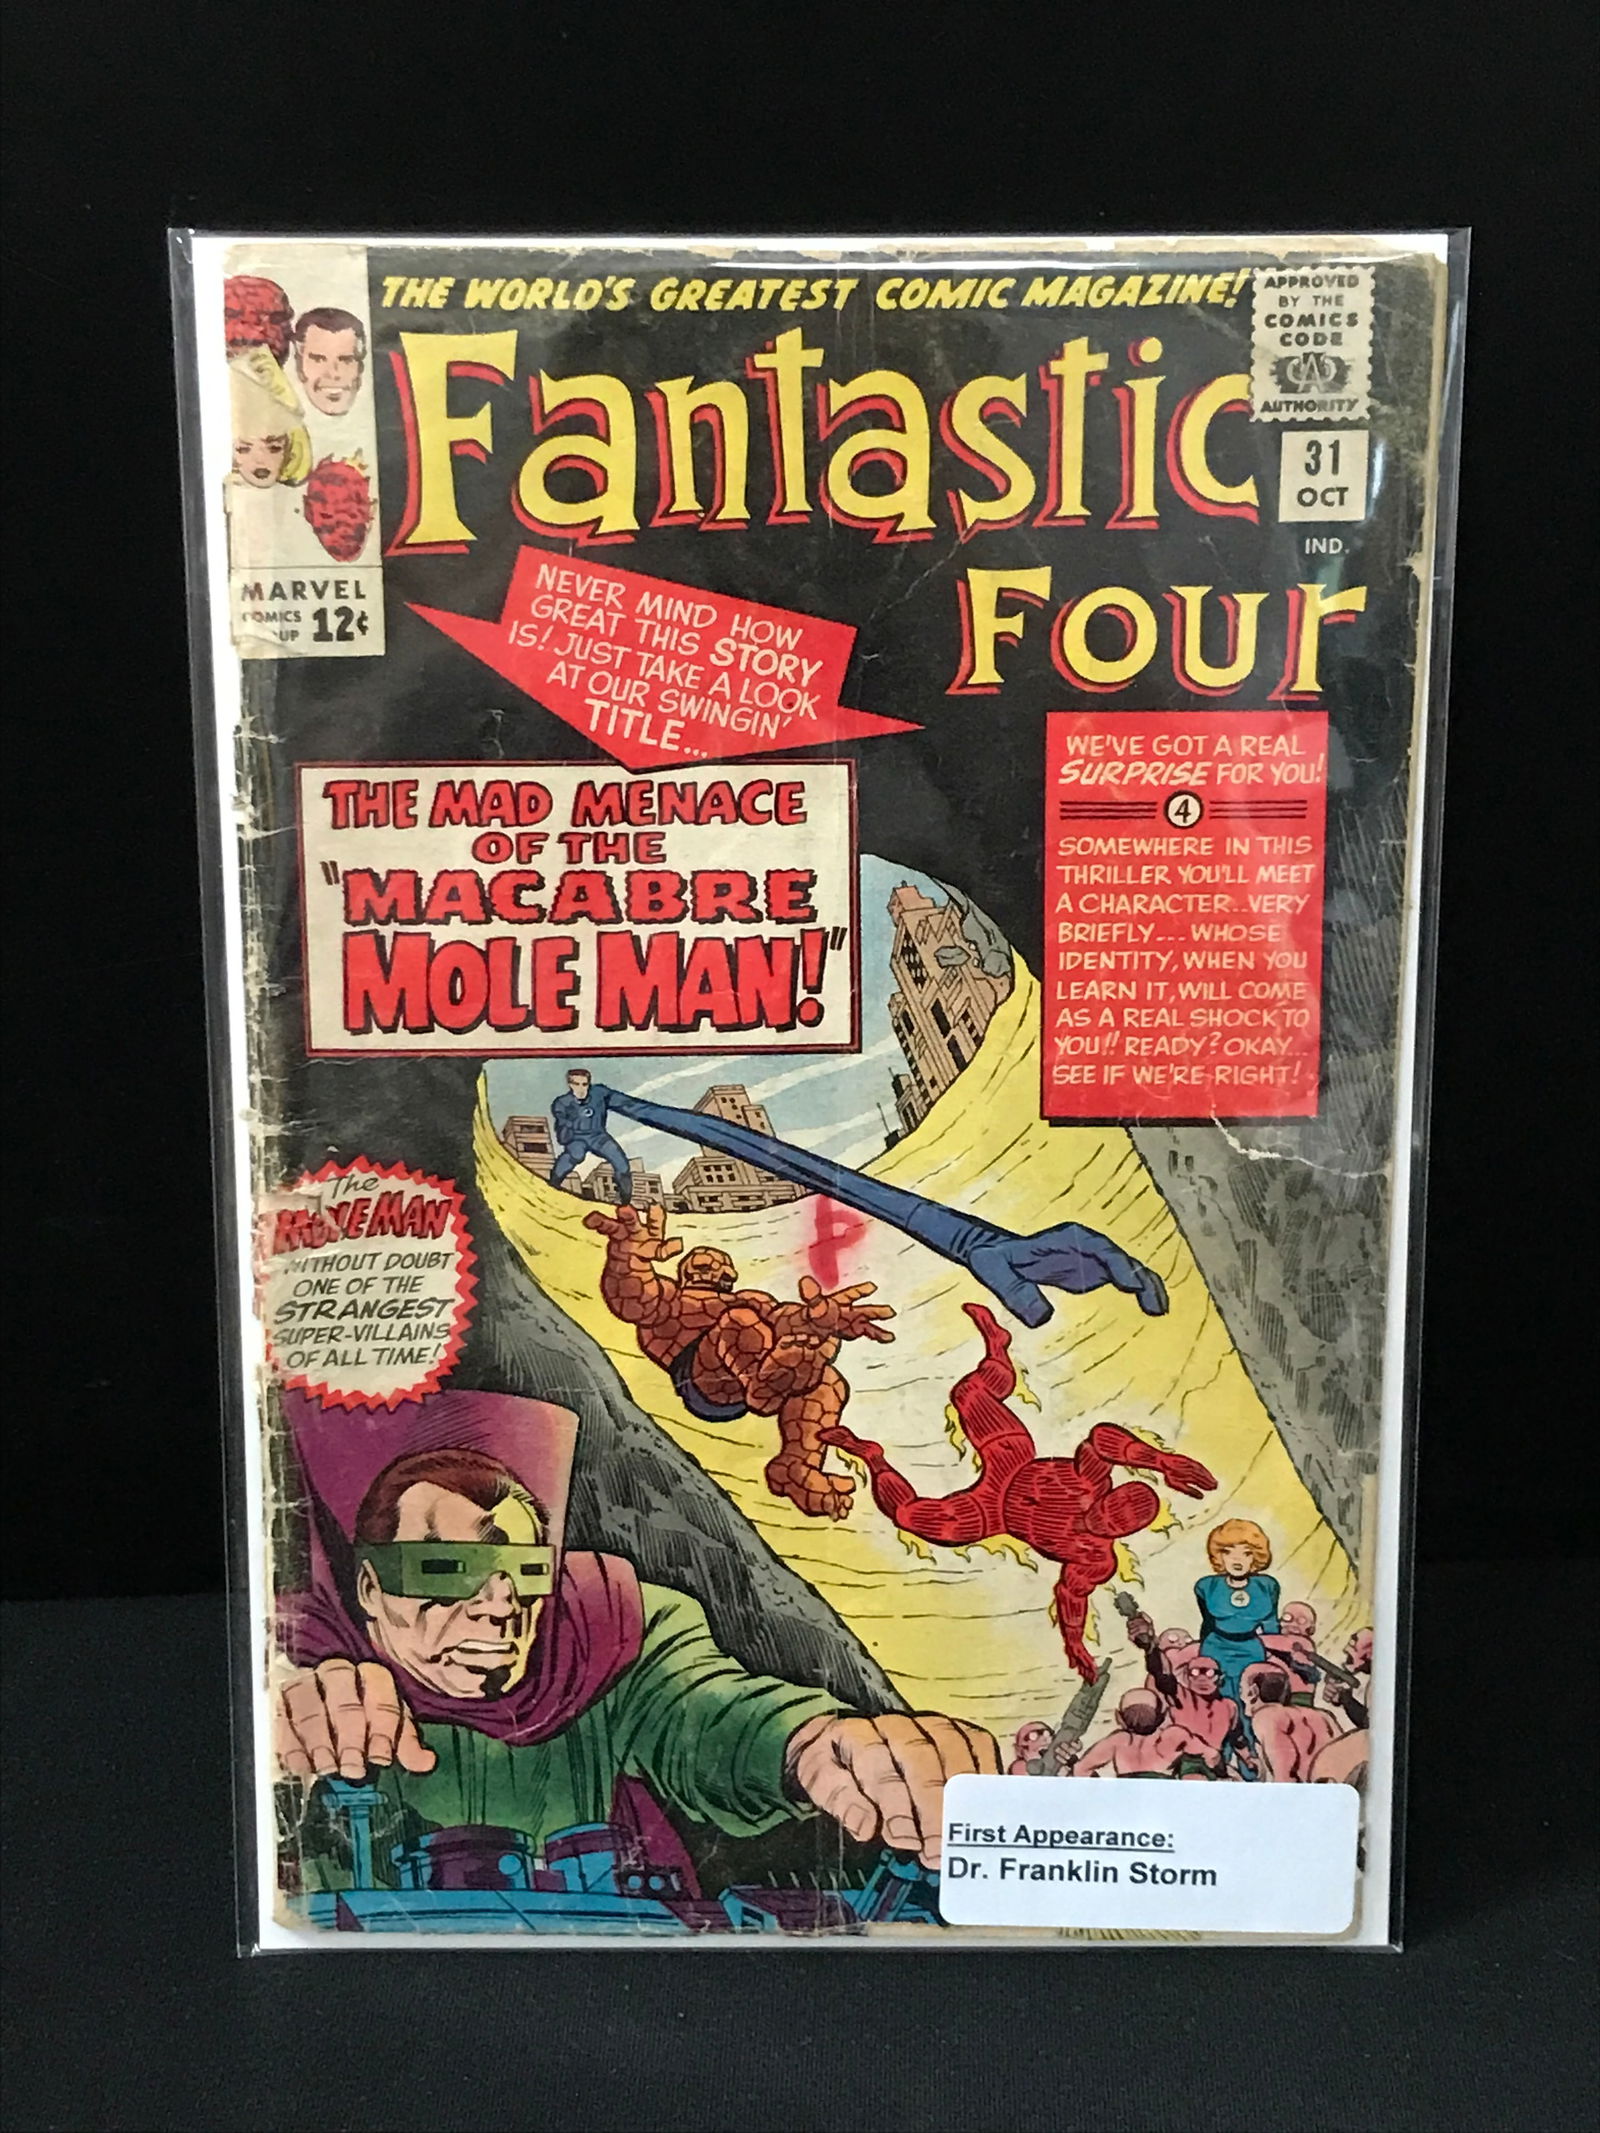 THE WORLD'S GREATEST COMIC MAGAZINE!
FANTASTIC
FOUR
APPROVED
BY THE
COMICS
CODE
CA
AUTHORITY
31
OCT
IND.
MARVEL
COMICS
12¢
NEVER MIND HOW
GREAT THIS STORY
IS! JUST TAKE A LOOK
AT OUR SWINGIN'
TITLE...
THE MAD MENACE
OF THE
"MACABRE
MOLE MAN!"
WE'VE GOT A REAL
SURPRISE FOR YOU!
4
SOMEWHERE IN THIS
THRILLER YOU'LL MEET
A CHARACTER..VERY
BRIEFLY... WHOSE
IDENTITY, WHEN YOU
LEARN IT, WILL COME
AS A REAL SHOCK TO
YOU!! READY? OKAY...
SEE IF WE'RE RIGHT!
The
MOLE MAN
WITHOUT DOUBT
ONE OF THE
STRANGEST
SUPER-VILLAINS
OF ALL TIME!
4
First Appearance:
Dr. Franklin Storm